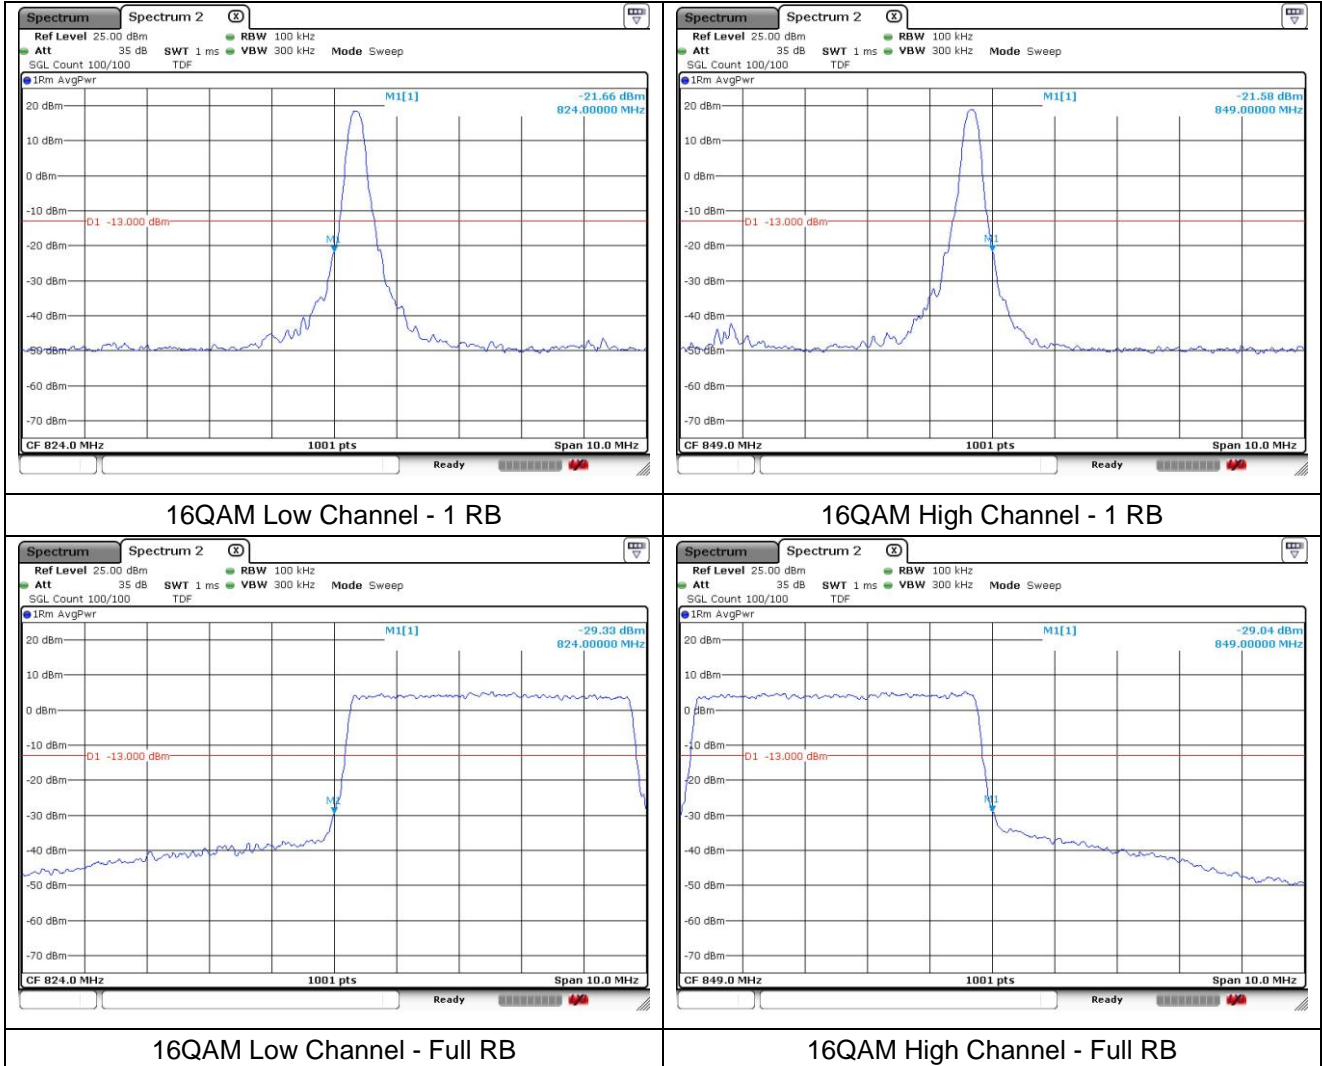 Spectrum Spectrum 2 X
Ref Level 25.00 dBm RBW 100 kHz
Att 35 dB SWT 1 ms VBW 300 kHz Mode Sweep
SGL Count 100/100 TDF
1Rm AvgPwr
M1[1] -21.66 dBm
824.00000 MHz
20 dBm
10 dBm
0 dBm
-10 dBm
D1 -13.000 dBm
M1
-20 dBm
-30 dBm
-40 dBm
-50 dBm
-60 dBm
-70 dBm
CF 824.0 MHz 1001 pts Span 10.0 MHz
Ready
16QAM Low Channel - 1 RB
Spectrum Spectrum 2 X
Ref Level 25.00 dBm RBW 100 kHz
Att 35 dB SWT 1 ms VBW 300 kHz Mode Sweep
SGL Count 100/100 TDF
1Rm AvgPwr
M1[1] -21.58 dBm
849.00000 MHz
20 dBm
10 dBm
0 dBm
-10 dBm
D1 -13.000 dBm
M1
-20 dBm
-30 dBm
-40 dBm
-50 dBm
-60 dBm
-70 dBm
CF 849.0 MHz 1001 pts Span 10.0 MHz
Ready
16QAM High Channel - 1 RB
Spectrum Spectrum 2 X
Ref Level 25.00 dBm RBW 100 kHz
Att 35 dB SWT 1 ms VBW 300 kHz Mode Sweep
SGL Count 100/100 TDF
1Rm AvgPwr
M1[1] -29.33 dBm
824.00000 MHz
20 dBm
10 dBm
0 dBm
-10 dBm
D1 -13.000 dBm
-20 dBm
M1
-30 dBm
-40 dBm
-50 dBm
-60 dBm
-70 dBm
CF 824.0 MHz 1001 pts Span 10.0 MHz
Ready
16QAM Low Channel - Full RB
Spectrum Spectrum 2 X
Ref Level 25.00 dBm RBW 100 kHz
Att 35 dB SWT 1 ms VBW 300 kHz Mode Sweep
SGL Count 100/100 TDF
1Rm AvgPwr
M1[1] -29.04 dBm
849.00000 MHz
20 dBm
10 dBm
0 dBm
-10 dBm
D1 -13.000 dBm
-20 dBm
M1
-30 dBm
-40 dBm
-50 dBm
-60 dBm
-70 dBm
CF 849.0 MHz 1001 pts Span 10.0 MHz
Ready
16QAM High Channel - Full RB